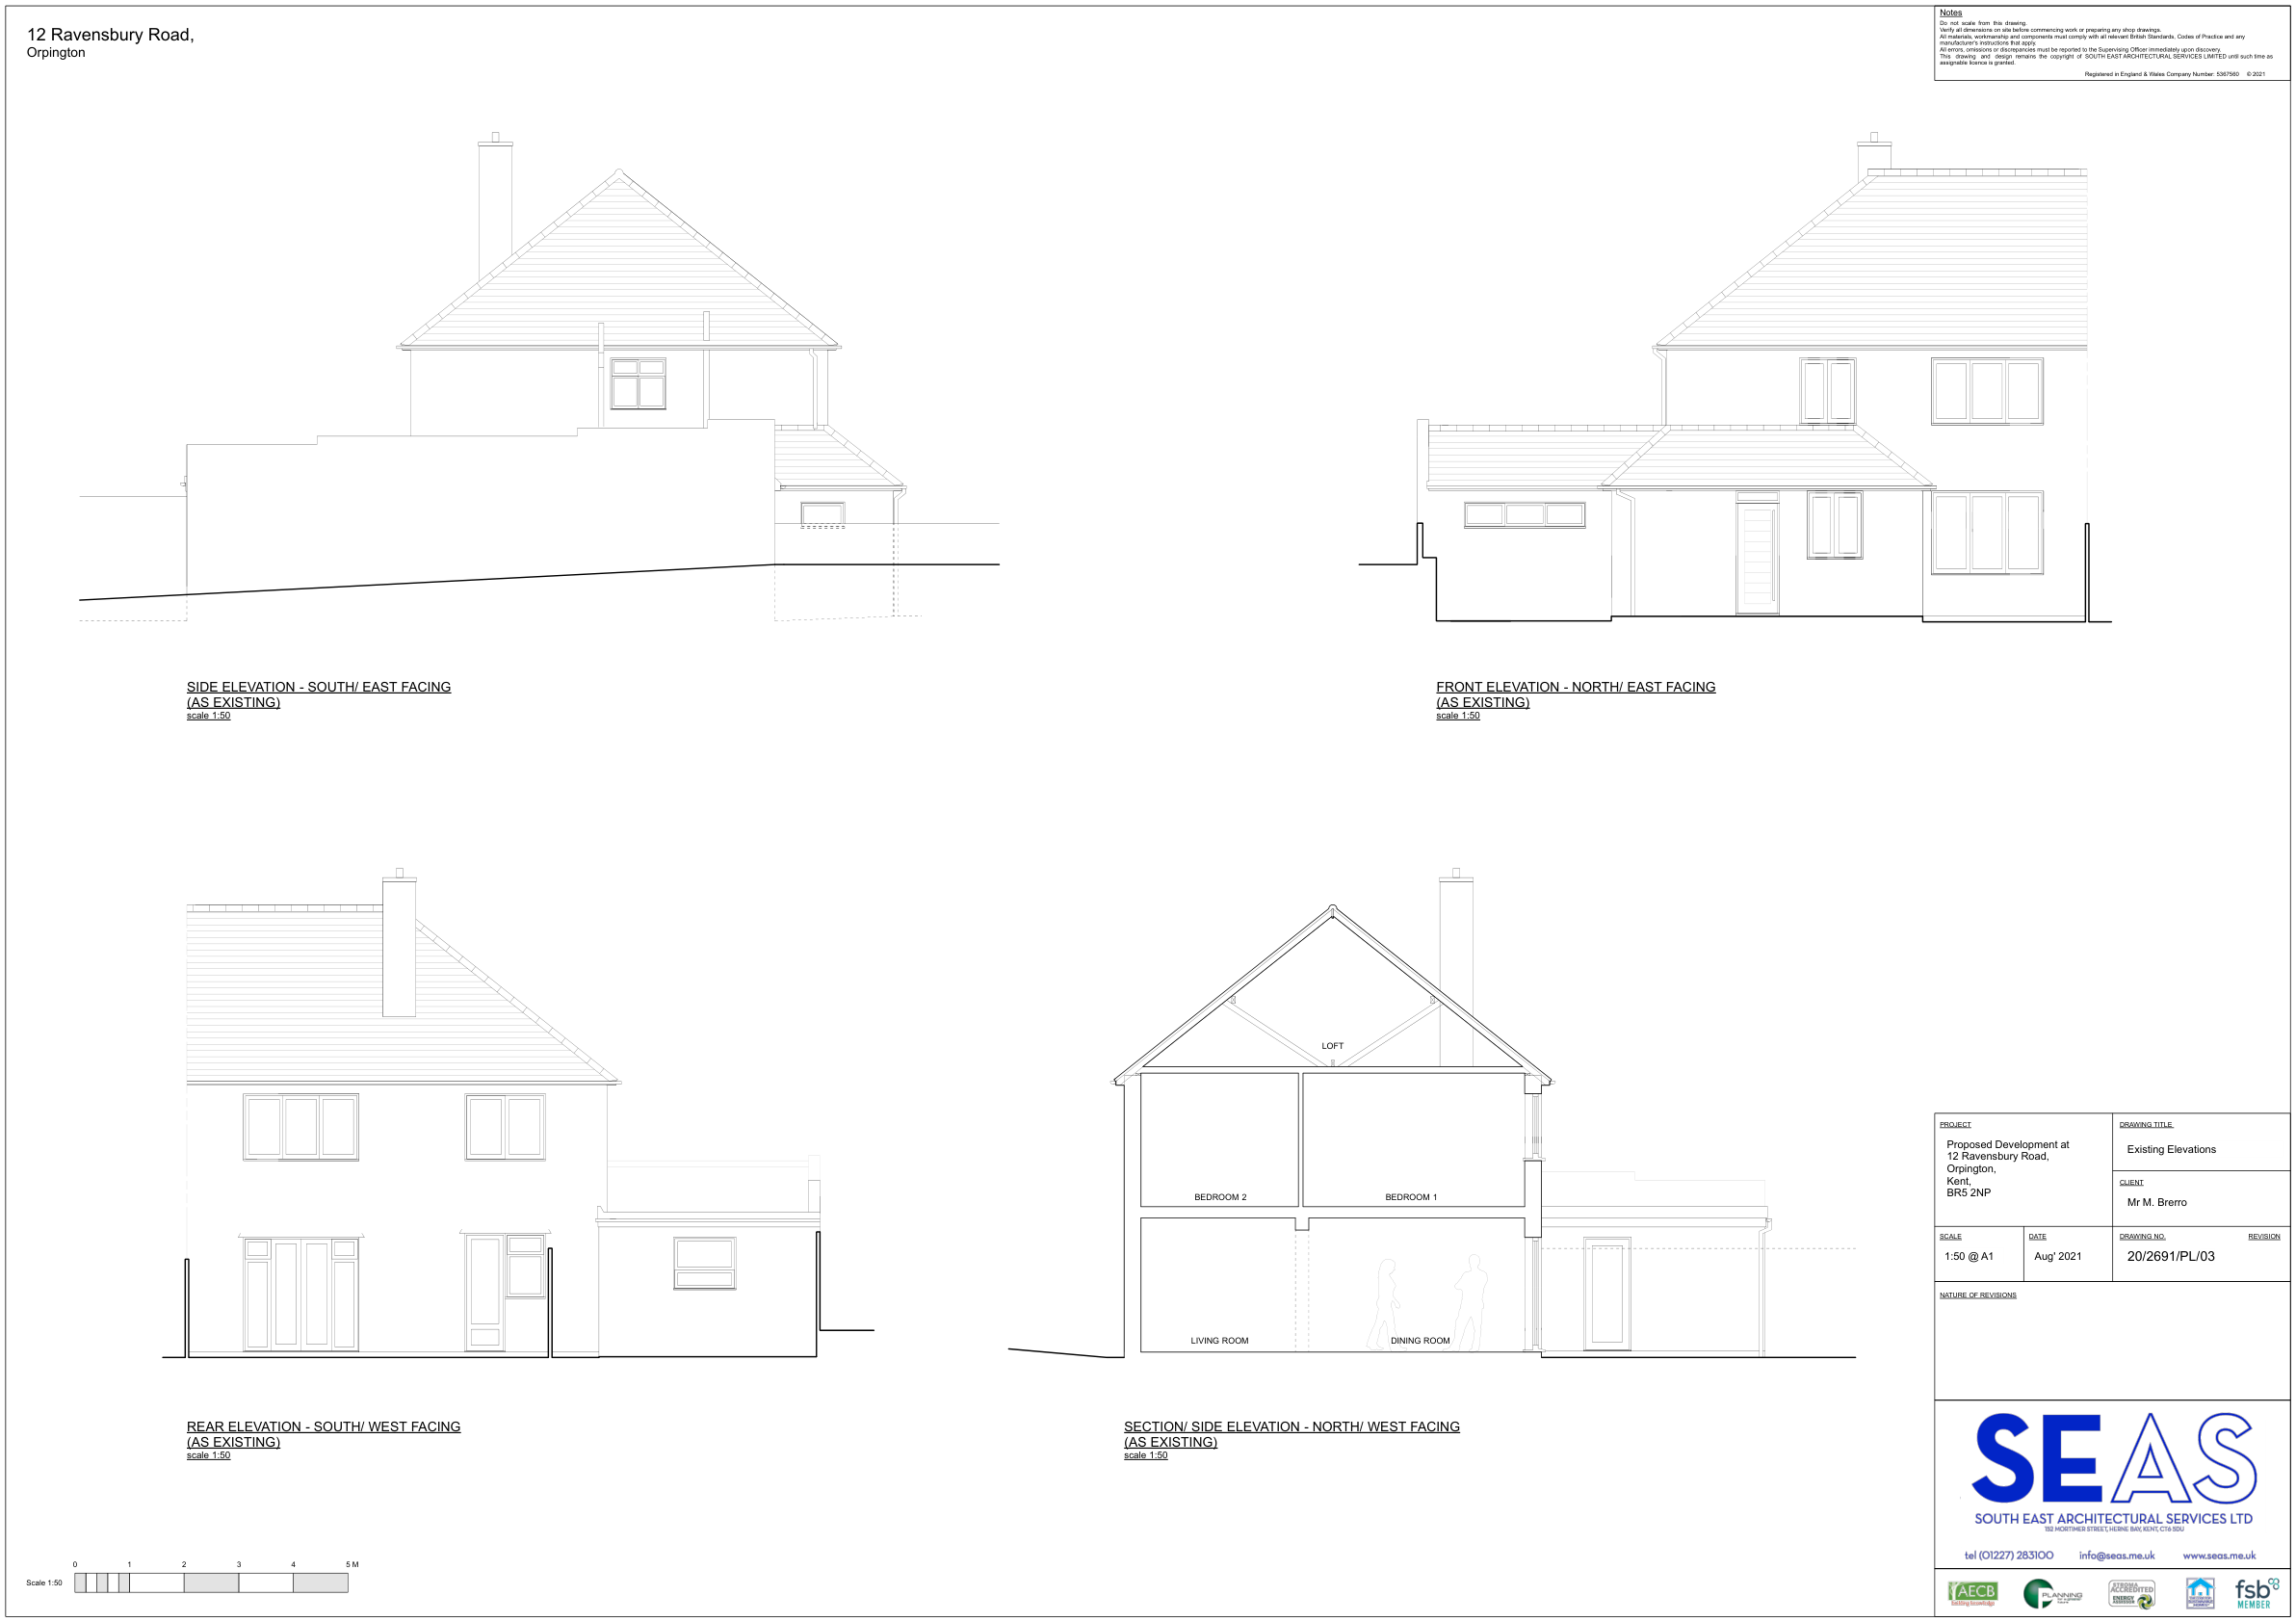 12 Ravensbury Road,
Orpington
Notes
Do not scale from this drawing.
Verify all dimensions on site before commencing work or preparing any shop drawings.
All materials, workmanship and components must comply with all relevant British Standards, Codes of Practice and any
manufacturer's instructions that apply.
All errors, omissions or discrepancies must be reported to the Supervising Officer immediately upon discovery.
This drawing and design remains the copyright of SOUTH EAST ARCHITECTURAL SERVICES LIMITED until such time as
assignable licence is granted.
Registered in England & Wales Company Number: 5367560 © 2021
SIDE ELEVATION - SOUTH/ EAST FACING
(AS EXISTING)
scale 1:50
FRONT ELEVATION - NORTH/ EAST FACING
(AS EXISTING)
scale 1:50
LOFT
BEDROOM 2
BEDROOM 1
LIVING ROOM
DINING ROOM
REAR ELEVATION - SOUTH/ WEST FACING
(AS EXISTING)
scale 1:50
SECTION/ SIDE ELEVATION - NORTH/ WEST FACING
(AS EXISTING)
scale 1:50
0 1 2 3 4 5 M
Scale 1:50
PROJECT
Proposed Development at
12 Ravensbury Road,
Orpington,
Kent,
BR5 2NP
DRAWING TITLE
Existing Elevations
CLIENT
Mr M. Brerro
SCALE
1:50 @ A1
DATE
Aug' 2021
DRAWING NO.
20/2691/PL/03
REVISION
NATURE OF REVISIONS
SEAS
SOUTH EAST ARCHITECTURAL SERVICES LTD
152 MORTIMER STREET, HERNE BAY, KENT, CT6 5DU
tel (01227) 283100 info@seas.me.uk www.seas.me.uk
AECB
building knowledge
PLANNING
STROMA
ACCREDITED
ENERGY
ASSESSOR
fsb
MEMBER